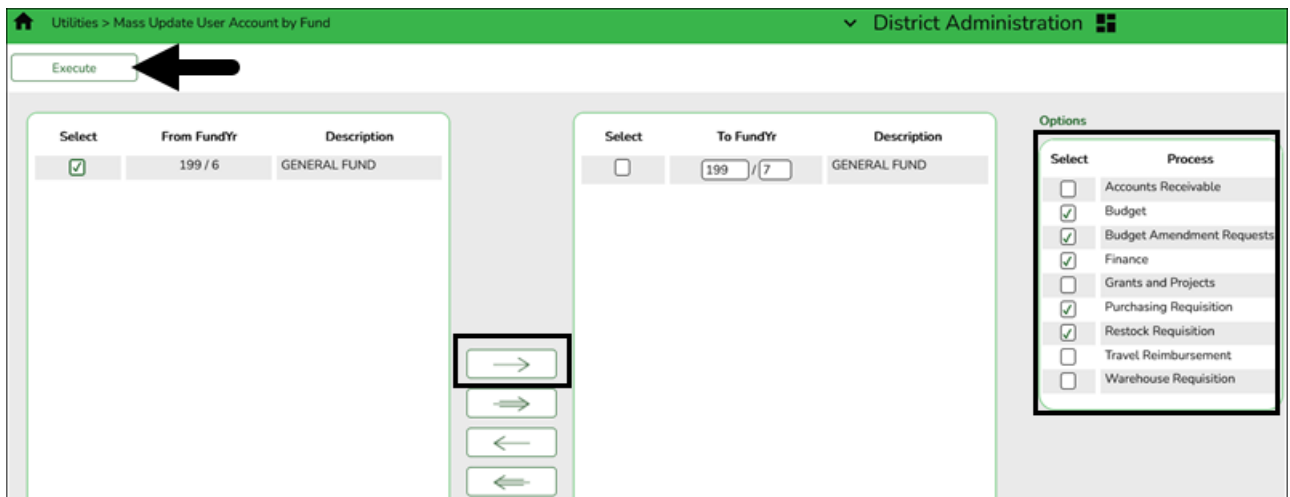 Utilities > Mass Update User Account by Fund
District Administration
Execute
Select From FundYr Description
199 / 6 GENERAL FUND
Select To FundYr Description
199 / 7 GENERAL FUND
Options
Select Process
Accounts Receivable
Budget
Budget Amendment Requests
Finance
Grants and Projects
Purchasing Requisition
Restock Requisition
Travel Reimbursement
Warehouse Requisition